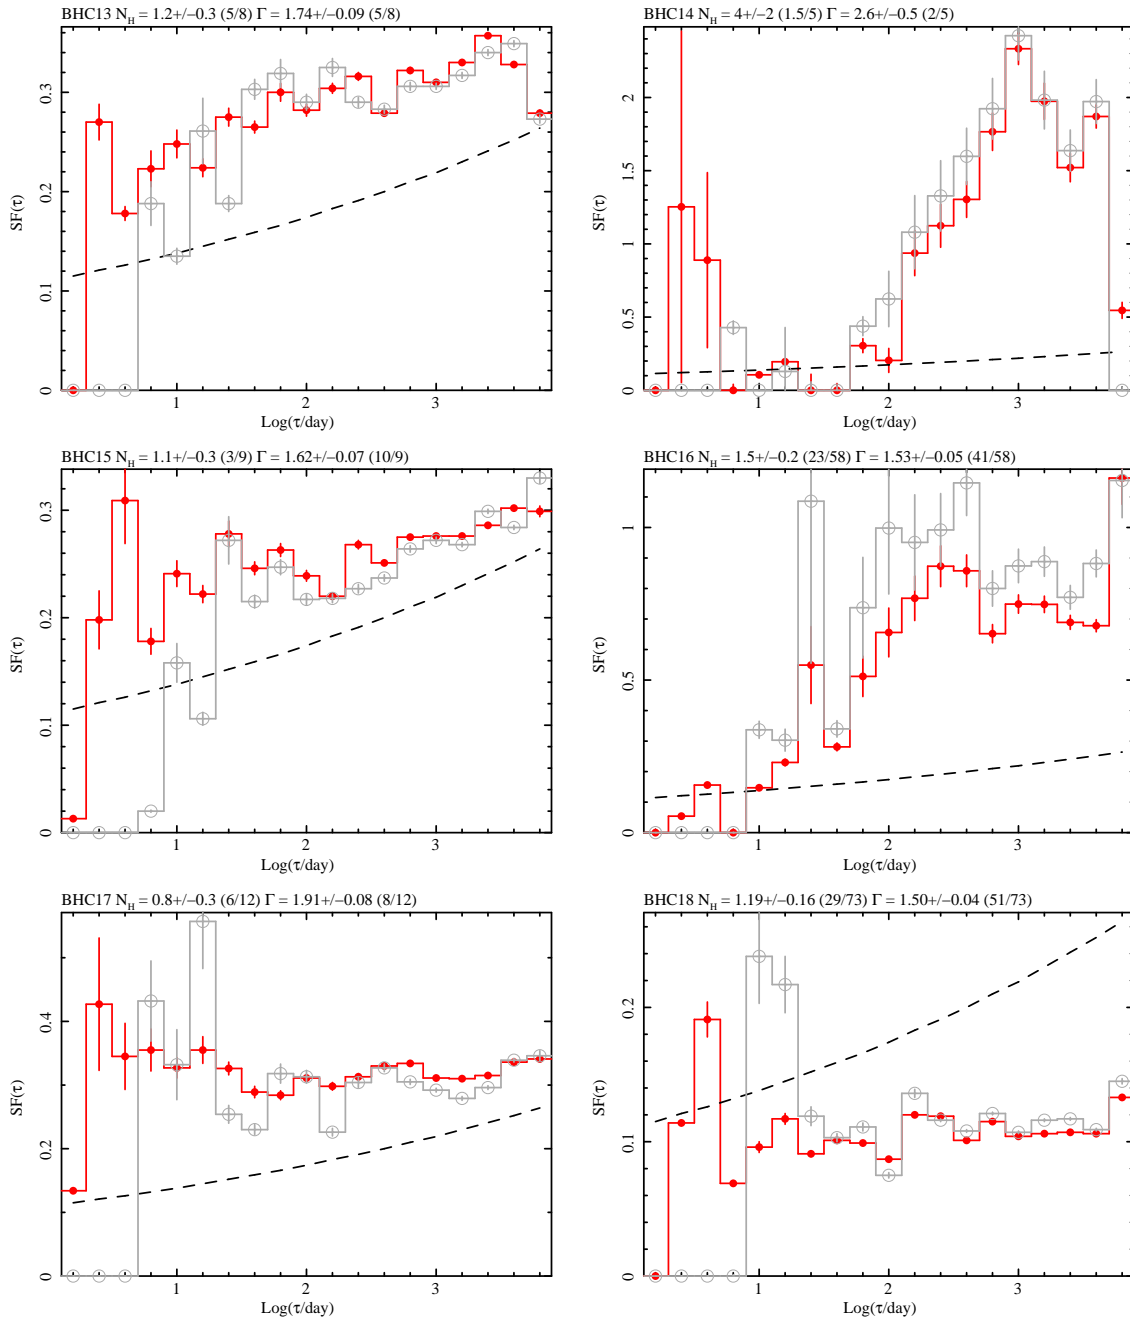 BHC13 N_H = 1.2+/−0.3 (5/8) Γ = 1.74+/−0.09 (5/8)
SF(τ)
0 0.1 0.2 0.3
1 2 3
Log(τ/day)
BHC14 N_H = 4+/−2 (1.5/5) Γ = 2.6+/−0.5 (2/5)
SF(τ)
0 0.5 1 1.5 2
1 2 3
Log(τ/day)
BHC15 N_H = 1.1+/−0.3 (3/9) Γ = 1.62+/−0.07 (10/9)
SF(τ)
0 0.1 0.2 0.3
1 2 3
Log(τ/day)
BHC16 N_H = 1.5+/−0.2 (23/58) Γ = 1.53+/−0.05 (41/58)
SF(τ)
0 0.5 1
1 2 3
Log(τ/day)
BHC17 N_H = 0.8+/−0.3 (6/12) Γ = 1.91+/−0.08 (8/12)
SF(τ)
0 0.2 0.4
1 2 3
Log(τ/day)
BHC18 N_H = 1.19+/−0.16 (29/73) Γ = 1.50+/−0.04 (51/73)
SF(τ)
0 0.1 0.2
1 2 3
Log(τ/day)